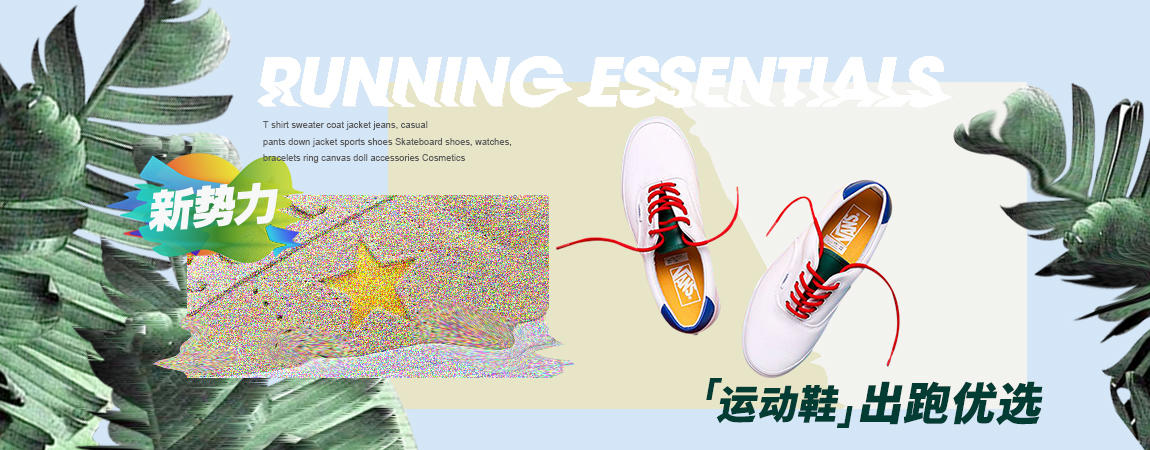 RUNNING ESSENTIALS
T shirt sweater coat jacket jeans, casual
pants down jacket sports shoes Skateboard shoes, watches,
bracelets ring canvas doll accessories Cosmetics
新势力
VANS
VANS
「运动鞋」出跑优选